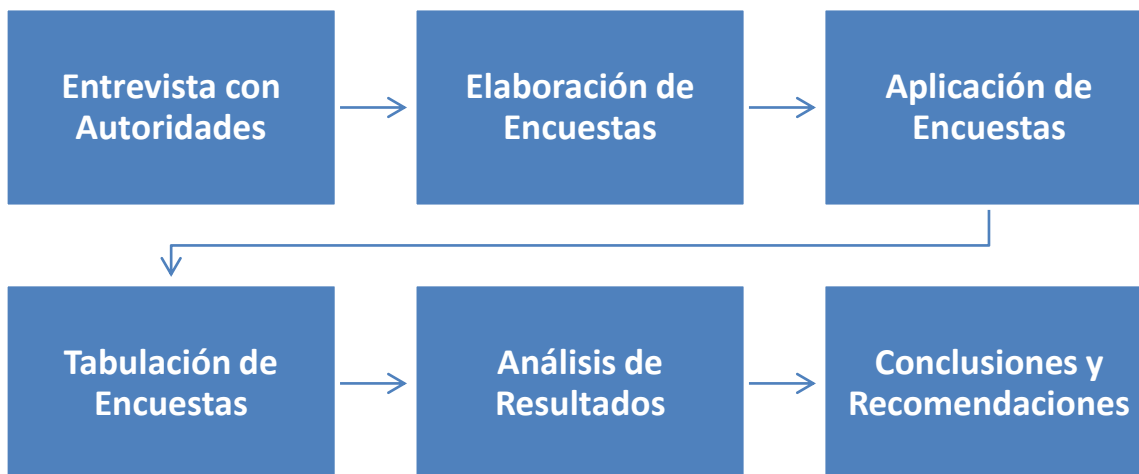 Entrevista con
Autoridades
Elaboración de
Encuestas
Aplicación de
Encuestas
Tabulación de
Encuestas
Análisis de
Resultados
Conclusiones y
Recomendaciones